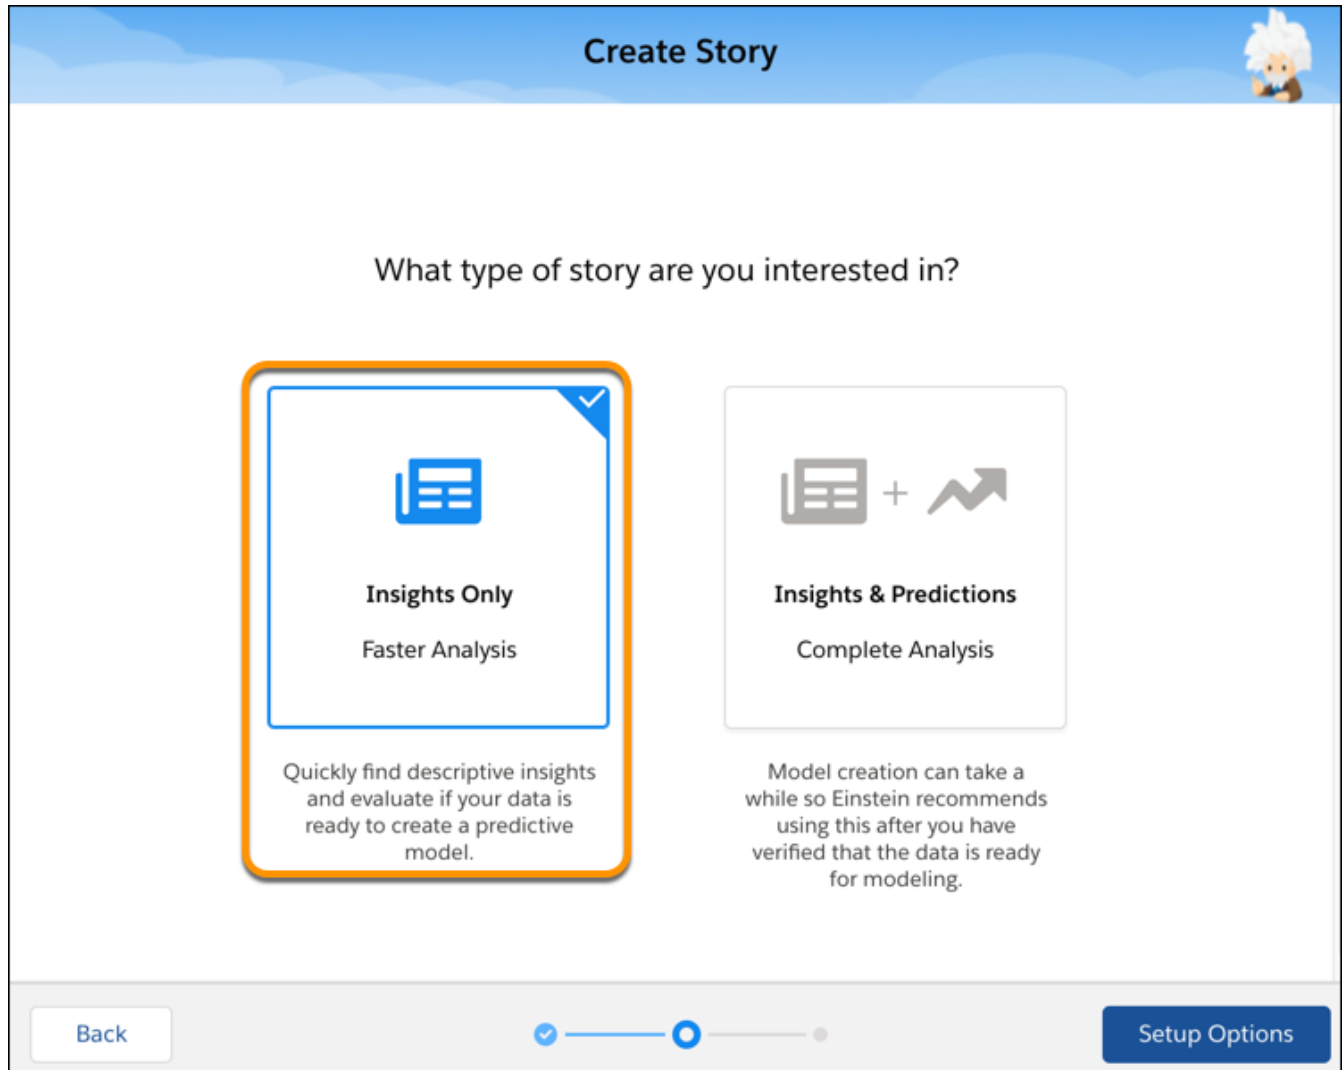 Create Story
What type of story are you interested in?
Insights Only
Faster Analysis
Quickly find descriptive insights
and evaluate if your data is
ready to create a predictive
model.
Insights & Predictions
Complete Analysis
Model creation can take a
while so Einstein recommends
using this after you have
verified that the data is ready
for modeling.
Back
Setup Options